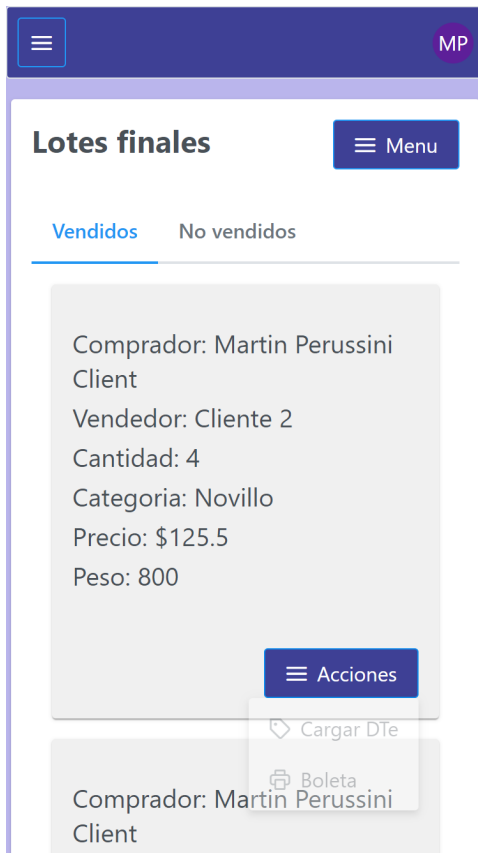 MP
Lotes finales
Menu
Vendidos No vendidos
Comprador: Martin Perussini
Client
Vendedor: Cliente 2
Cantidad: 4
Categoria: Novillo
Precio: $125.5
Peso: 800
Acciones
Cargar DTe
Boleta
Comprador: Martin Perussini
Client